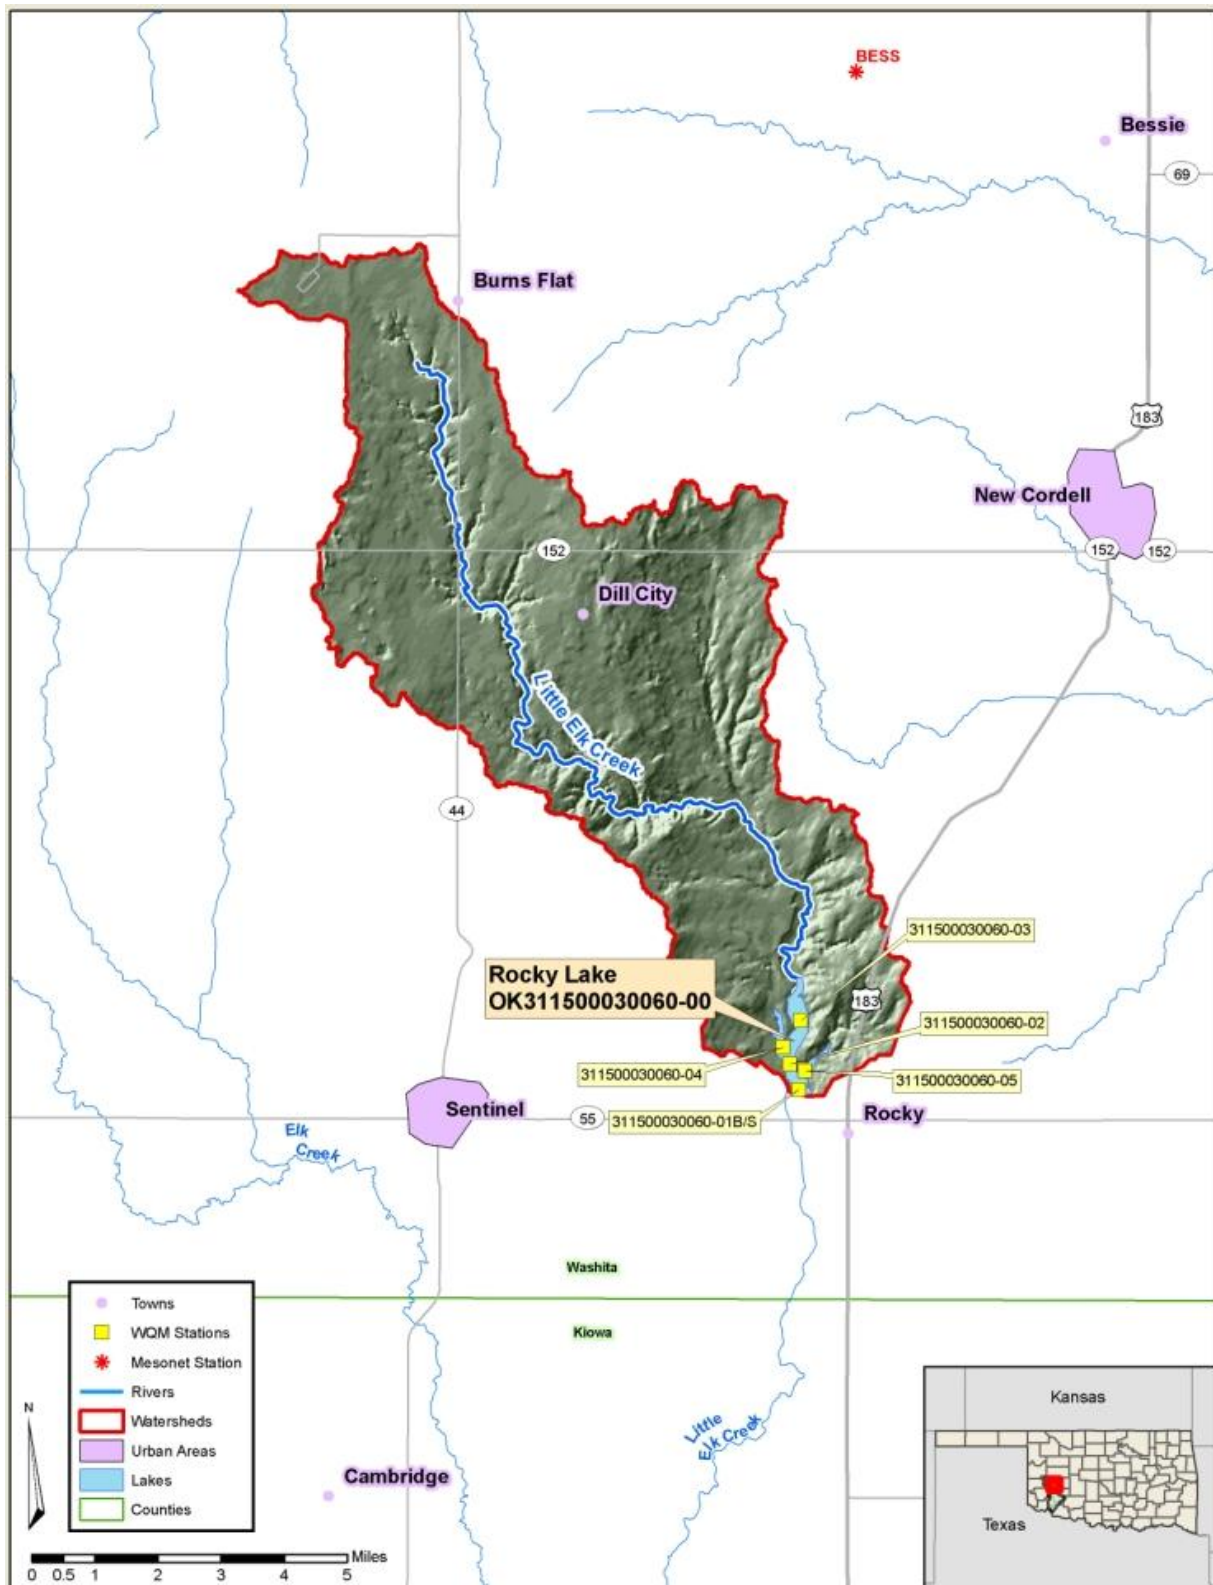 BESS
Bessie
69
Burns Flat
183
New Cordell
152
152
152
Dill City
Little Elk Creek
44
311500030060-03
Rocky Lake
OK311500030060-00
183
311500030060-02
311500030060-04
311500030060-05
Sentinel
55
311500030060-01B/S
Rocky
Elk
Creek
Washita
Kiowa
Towns
WQM Stations
Mesonet Station
Rivers
Watersheds
Urban Areas
Lakes
Counties
N
Little
Elk Creek
Cambridge
Kansas
Texas
Miles
0 0.5 1 2 3 4 5